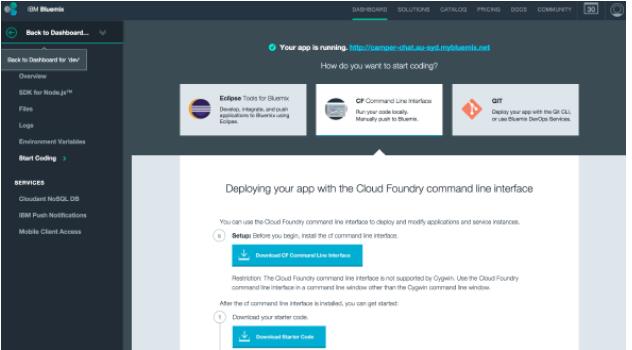 IBM Bluemix
DASHBOARD SOLUTIONS CATALOG PRICING DOCS COMMUNITY 30
Back to Dashboard...
Back to Dashboard for 'dev'
Overview
SDK for Node.js™
Files
Logs
Environment Variables
Start Coding
SERVICES
Cloudant NoSQL DB
IBM Push Notifications
Mobile Client Access
Your app is running. http://camper-chat.au-syd.mybluemix.net
How do you want to start coding?
Eclipse Tools for Bluemix
Develop, integrate, and push
applications to Bluemix using
Eclipse.
CF Command Line Interface
Run your code locally.
Manually push to Bluemix.
GIT
Deploy your app with the Git CLI,
or use Bluemix DevOps Services.
Deploying your app with the Cloud Foundry command line interface
You can use the Cloud Foundry command line interface to deploy and modify applications and service instances.
Setup: Before you begin, install the cf command line interface.
Download CF Command Line Interface
Restriction: The Cloud Foundry command line interface is not supported by Cygwin. Use the Cloud Foundry
command line interface in a command line window other than the Cygwin command line window.
After the cf command line interface is installed, you can get started:
1 Download your starter code.
Download Starter Code